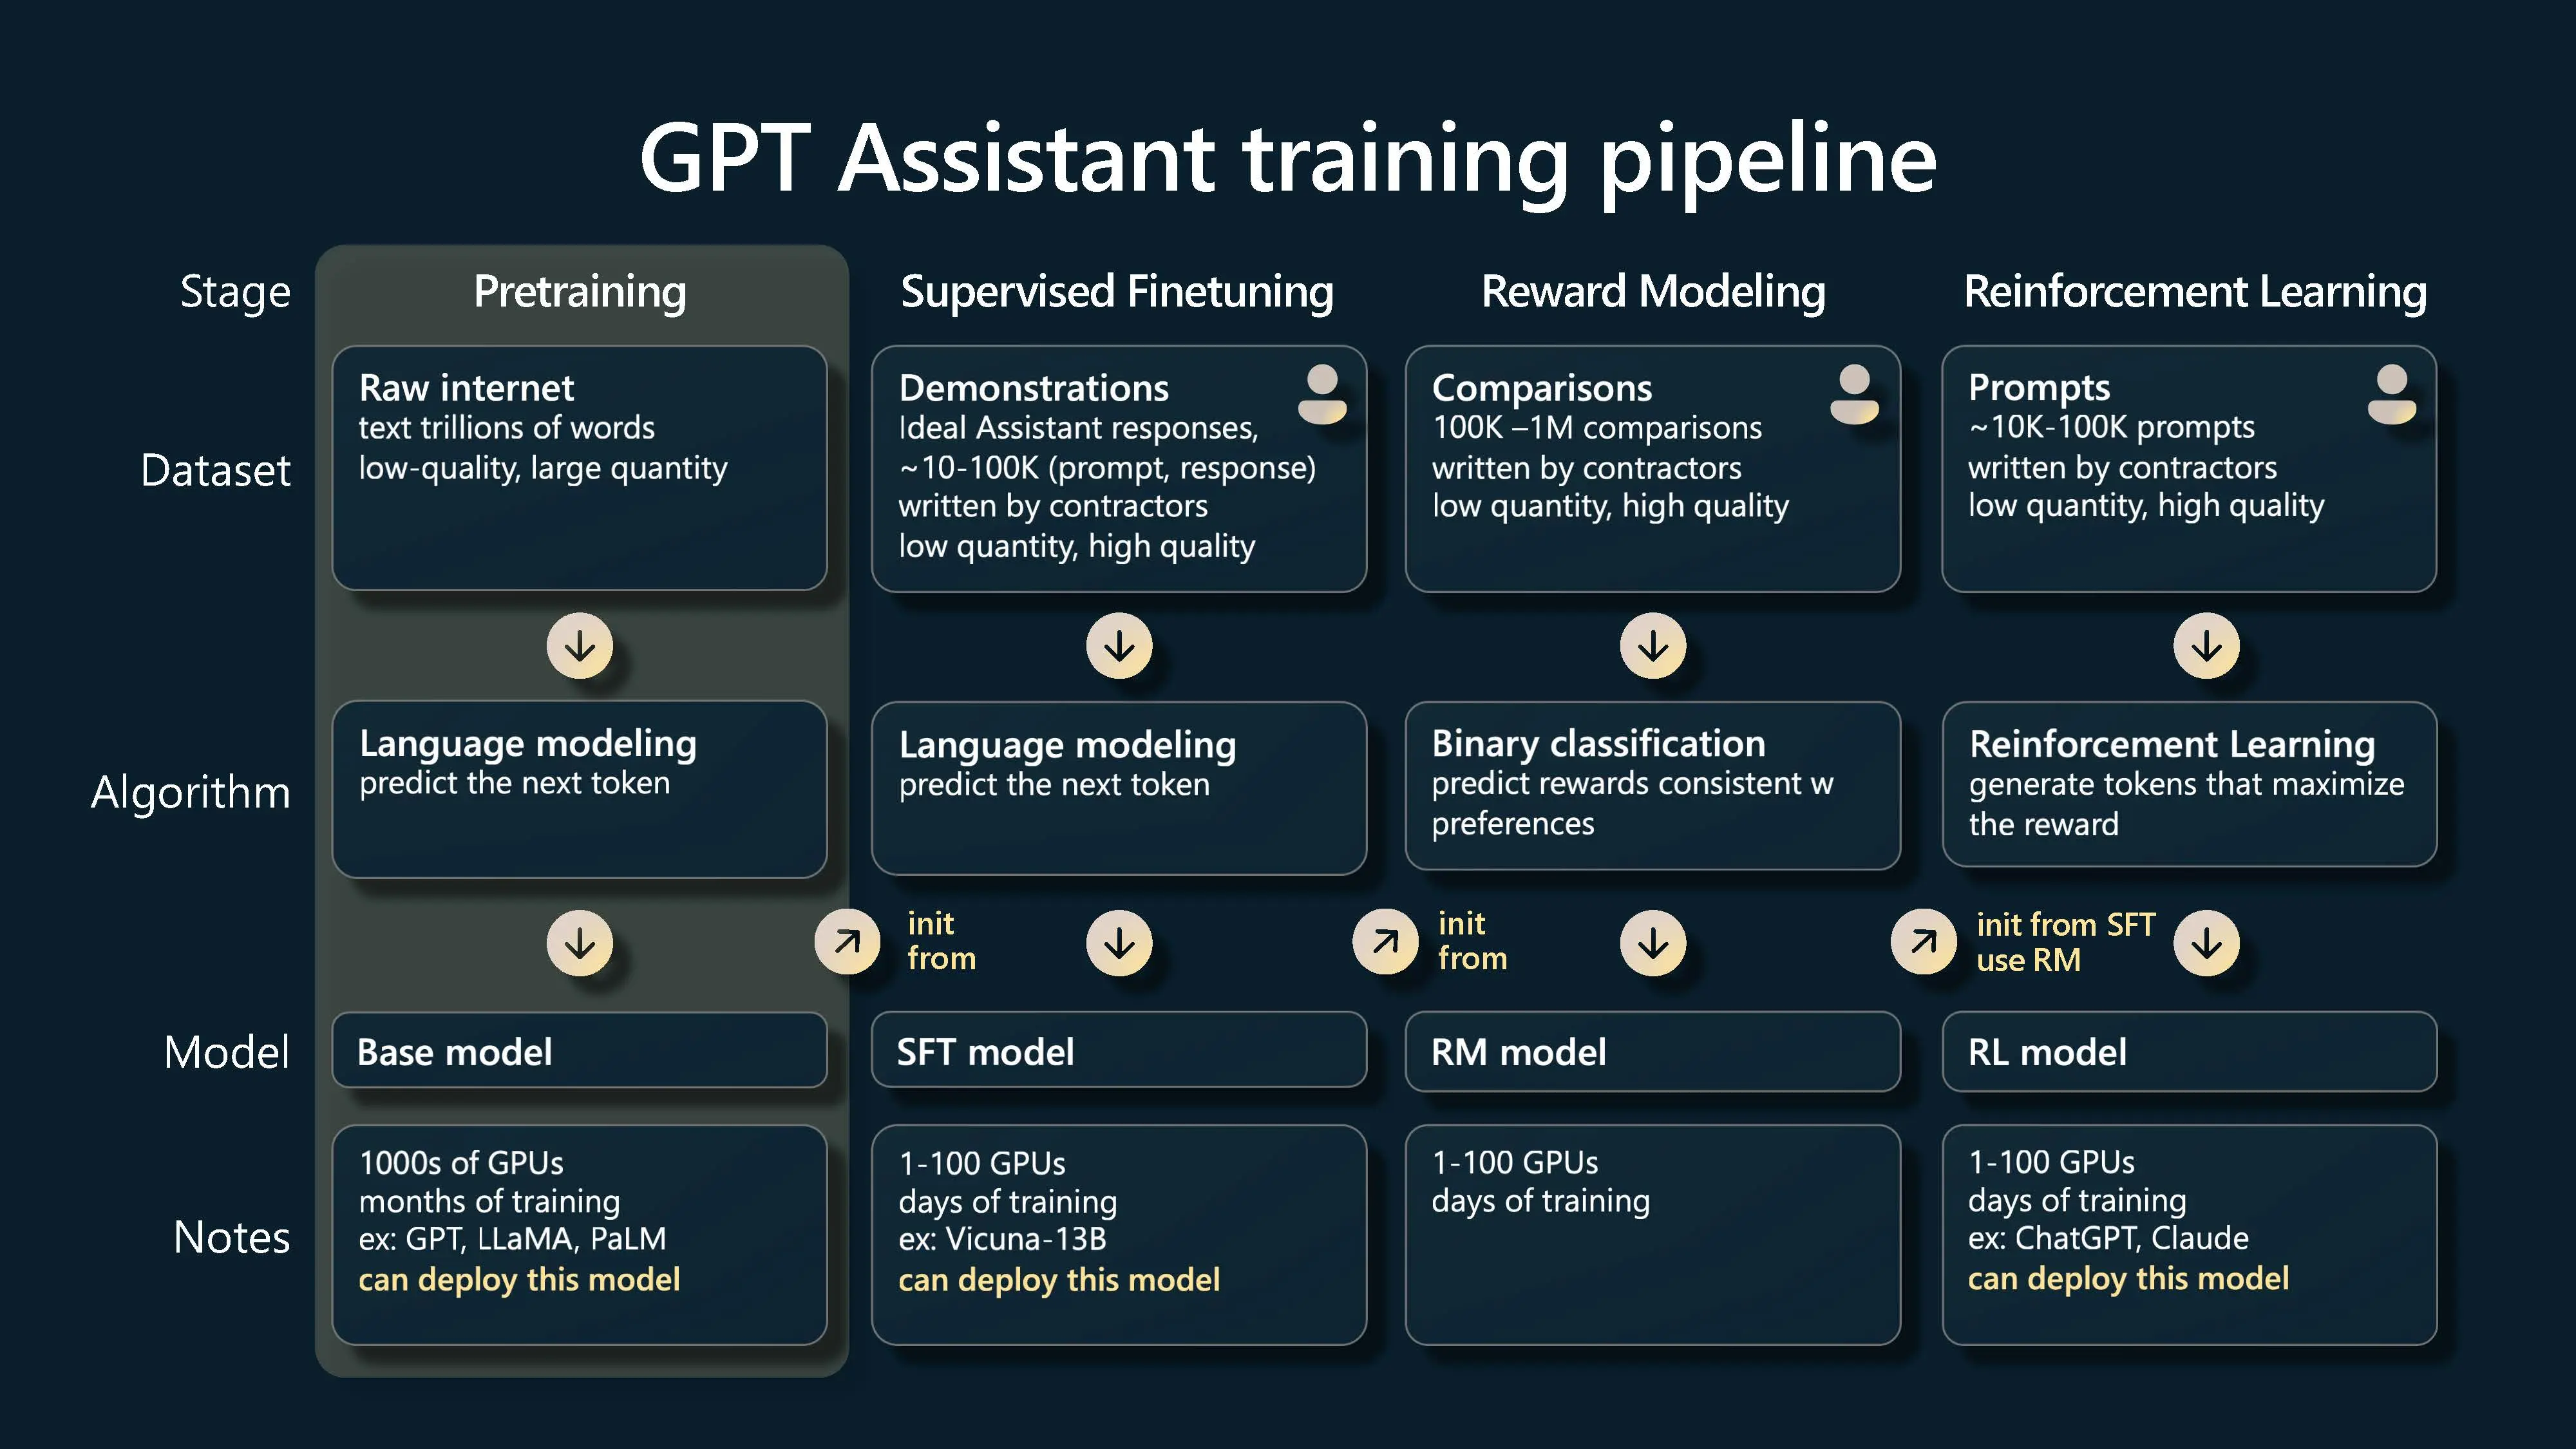 GPT Assistant training pipeline
Stage
Pretraining
Supervised Finetuning
Reward Modeling
Reinforcement Learning
Dataset
Raw internet
text trillions of words
low-quality, large quantity
Demonstrations
Ideal Assistant responses,
~10-100K (prompt, response)
written by contractors
low quantity, high quality
Comparisons
100K –1M comparisons
written by contractors
low quantity, high quality
Prompts
~10K-100K prompts
written by contractors
low quantity, high quality
Algorithm
Language modeling
predict the next token
Language modeling
predict the next token
Binary classification
predict rewards consistent w
preferences
Reinforcement Learning
generate tokens that maximize
the reward
init
from
init
from
init from SFT
use RM
Model
Base model
SFT model
RM model
RL model
Notes
1000s of GPUs
months of training
ex: GPT, LLaMA, PaLM
can deploy this model
1-100 GPUs
days of training
ex: Vicuna-13B
can deploy this model
1-100 GPUs
days of training
1-100 GPUs
days of training
ex: ChatGPT, Claude
can deploy this model